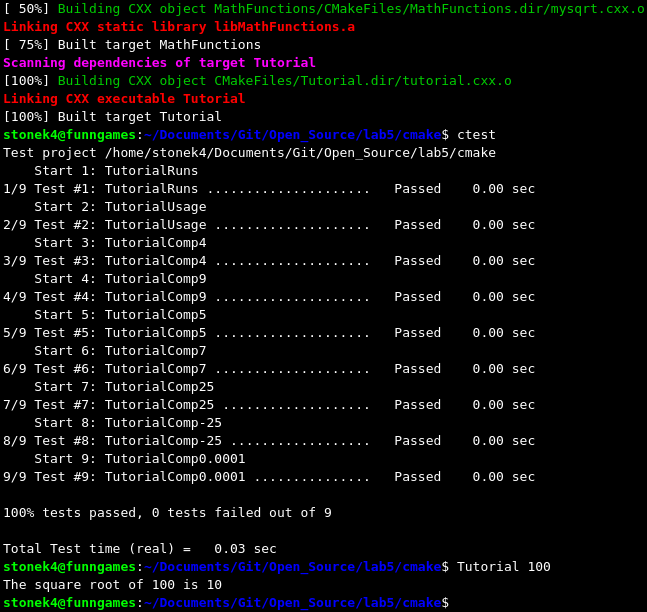 [ 50%] Building CXX object MathFunctions/CMakeFiles/MathFunctions.dir/mysqrt.cxx.o
Linking CXX static library libMathFunctions.a
[ 75%] Built target MathFunctions
Scanning dependencies of target Tutorial
[100%] Building CXX object CMakeFiles/Tutorial.dir/tutorial.cxx.o
Linking CXX executable Tutorial
[100%] Built target Tutorial
stonek4@funngames:~/Documents/Git/Open_Source/lab5/cmake$ ctest
Test project /home/stonek4/Documents/Git/Open_Source/lab5/cmake
    Start 1: TutorialRuns
1/9 Test #1: TutorialRuns .....................   Passed    0.00 sec
    Start 2: TutorialUsage
2/9 Test #2: TutorialUsage ....................   Passed    0.00 sec
    Start 3: TutorialComp4
3/9 Test #3: TutorialComp4 ....................   Passed    0.00 sec
    Start 4: TutorialComp9
4/9 Test #4: TutorialComp9 ....................   Passed    0.00 sec
    Start 5: TutorialComp5
5/9 Test #5: TutorialComp5 ....................   Passed    0.00 sec
    Start 6: TutorialComp7
6/9 Test #6: TutorialComp7 ....................   Passed    0.00 sec
    Start 7: TutorialComp25
7/9 Test #7: TutorialComp25 ...................   Passed    0.00 sec
    Start 8: TutorialComp-25
8/9 Test #8: TutorialComp-25 ..................   Passed    0.00 sec
    Start 9: TutorialComp0.0001
9/9 Test #9: TutorialComp0.0001 ...............   Passed    0.00 sec

100% tests passed, 0 tests failed out of 9

Total Test time (real) =   0.03 sec
stonek4@funngames:~/Documents/Git/Open_Source/lab5/cmake$ Tutorial 100
The square root of 100 is 10
stonek4@funngames:~/Documents/Git/Open_Source/lab5/cmake$